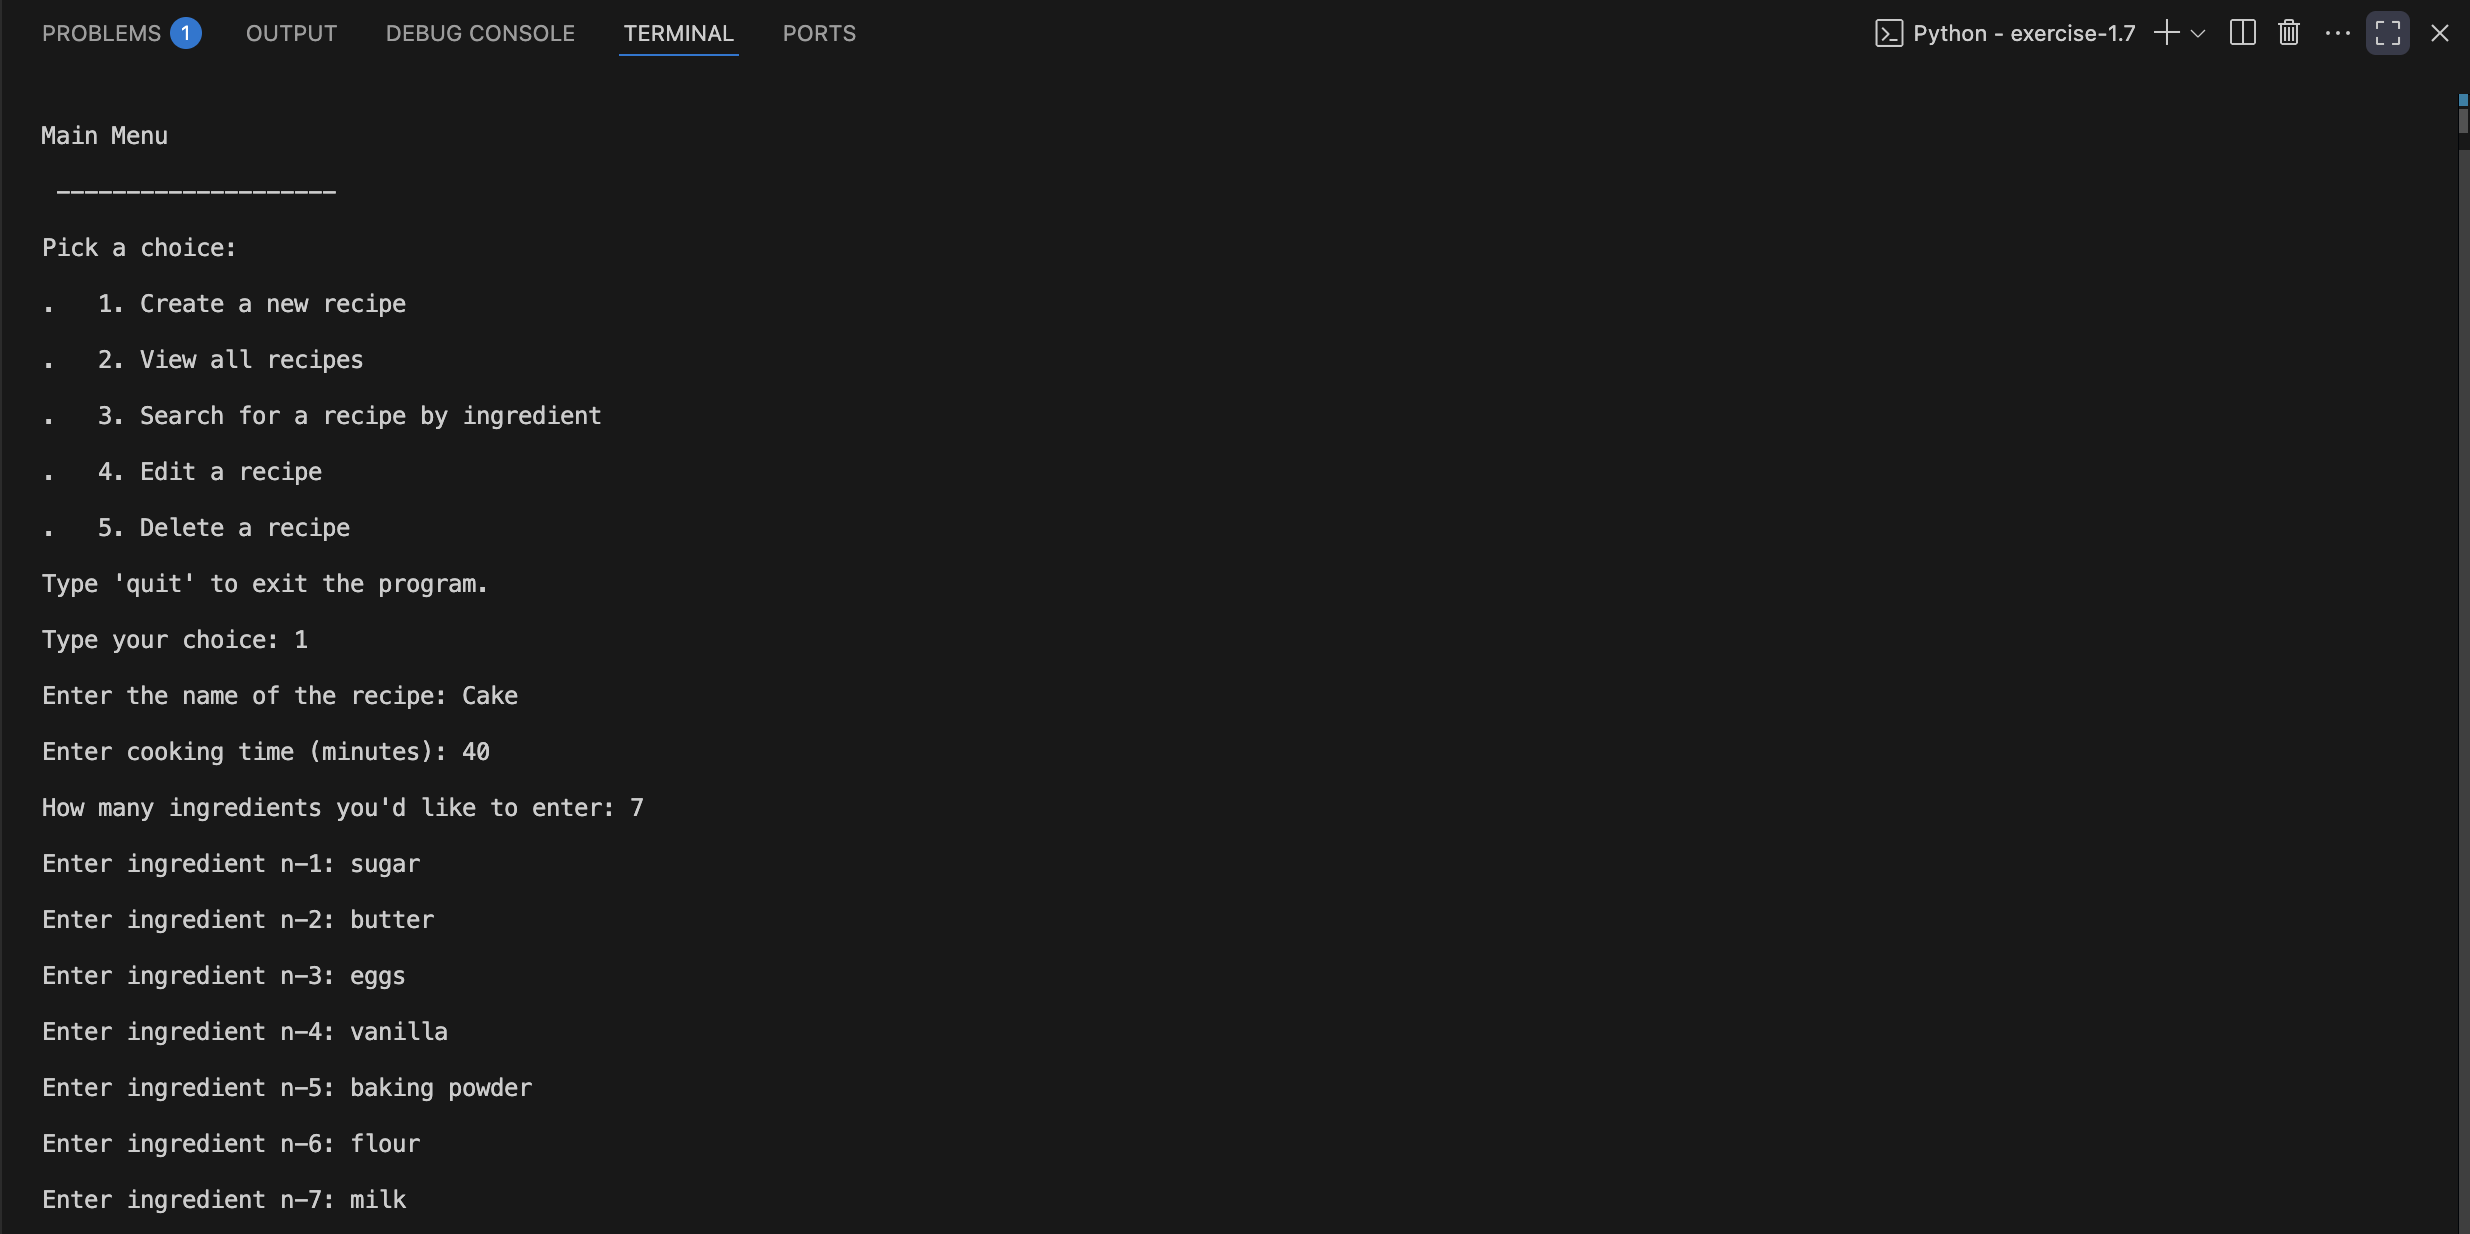 PROBLEMS 1 OUTPUT DEBUG CONSOLE TERMINAL PORTS Python - exercise-1.7
Main Menu
--------------------
Pick a choice:
.   1. Create a new recipe
.   2. View all recipes
.   3. Search for a recipe by ingredient
.   4. Edit a recipe
.   5. Delete a recipe
Type 'quit' to exit the program.
Type your choice: 1
Enter the name of the recipe: Cake
Enter cooking time (minutes): 40
How many ingredients you'd like to enter: 7
Enter ingredient n-1: sugar
Enter ingredient n-2: butter
Enter ingredient n-3: eggs
Enter ingredient n-4: vanilla
Enter ingredient n-5: baking powder
Enter ingredient n-6: flour
Enter ingredient n-7: milk